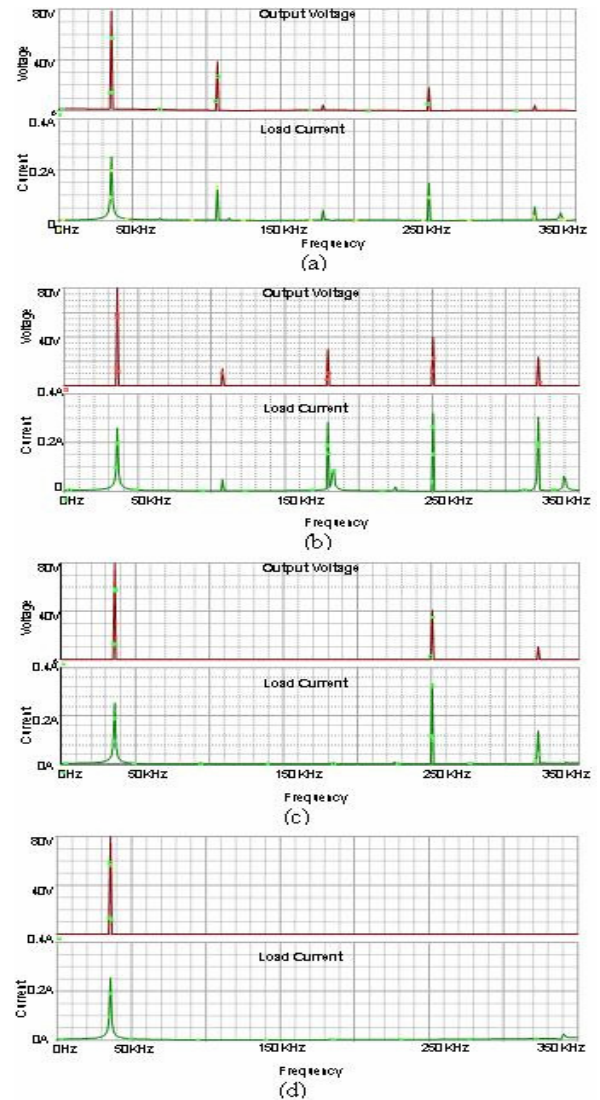 80V Output Voltage
Voltage
40V
0.4A
Load Current
Current
0.2A
0
0Hz 50KHz 150KHz 250KHz 350KHz
Frequency
(a)
80V Output Voltage
Voltage
40V
0.4A
Load Current
Current
0.2A
0
0Hz 50KHz 150KHz 250KHz 350KHz
Frequency
(b)
80V Output Voltage
Voltage
40V
0.4A
Load Current
Current
0.2A
0A
0Hz 50KHz 150KHz 250KHz 350KHz
Frequency
(c)
80V
40V
0.4A
Load Current
Current
0.2A
0A
0Hz 50KHz 150KHz 250KHz 350KHz
Frequency
(d)